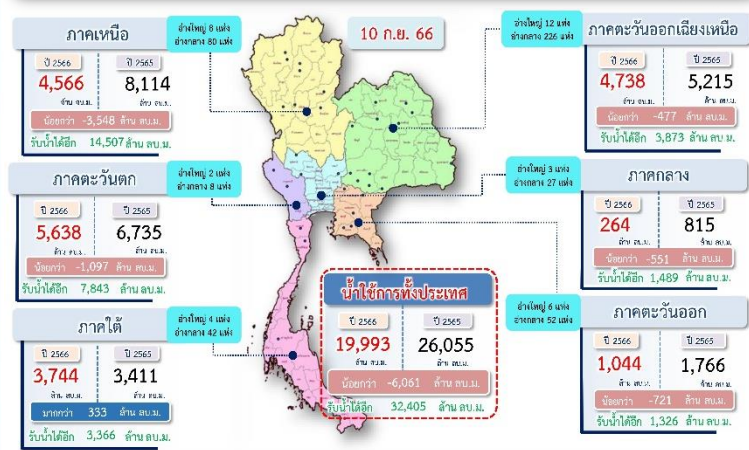 10 ก.ย. 66
ภาคเหนือ
ปี 2566 ปี 2565
4,566 8,114
ล้าน ลบ.ม. ล้าน ลบ.ม.
น้อยกว่า -3,548 ล้าน ลบ.ม.
รับน้ำได้อีก 14,507 ล้าน ลบ.ม.
อ่างใหญ่ 8 แห่ง
อ่างกลาง 80 แห่ง
อ่างใหญ่ 12 แห่ง
อ่างกลาง 226 แห่ง
ภาคตะวันออกเฉียงเหนือ
ปี 2566 ปี 2565
4,738 5,215
ล้าน ลบ.ม. ล้าน ลบ.ม.
น้อยกว่า -477 ล้าน ลบ.ม.
รับน้ำได้อีก 3,873 ล้าน ลบ.ม.
ภาคตะวันตก
ปี 2566 ปี 2565
5,638 6,735
ล้าน ลบ.ม. ล้าน ลบ.ม.
น้อยกว่า -1,097 ล้าน ลบ.ม.
รับน้ำได้อีก 7,843 ล้าน ลบ.ม.
อ่างใหญ่ 2 แห่ง
อ่างกลาง 8 แห่ง
อ่างใหญ่ 3 แห่ง
อ่างกลาง 27 แห่ง
ภาคกลาง
ปี 2566 ปี 2565
264 815
ล้าน ลบ.ม. ล้าน ลบ.ม.
น้อยกว่า -551 ล้าน ลบ.ม.
รับน้ำได้อีก 1,489 ล้าน ลบ.ม.
ภาคใต้
ปี 2566 ปี 2565
3,744 3,411
ล้าน ลบ.ม. ล้าน ลบ.ม.
มากกว่า 333 ล้าน ลบ.ม.
รับน้ำได้อีก 3,366 ล้าน ลบ.ม.
อ่างใหญ่ 4 แห่ง
อ่างกลาง 42 แห่ง
น้ำใช้การทั้งประเทศ
ปี 2566 ปี 2565
19,993 26,055
ล้าน ลบ.ม. ล้าน ลบ.ม.
น้อยกว่า -6,061 ล้าน ลบ.ม.
รับน้ำได้อีก 32,405 ล้าน ลบ.ม.
อ่างใหญ่ 6 แห่ง
อ่างกลาง 52 แห่ง
ภาคตะวันออก
ปี 2566 ปี 2565
1,044 1,766
ล้าน ลบ.ม. ล้าน ลบ.ม.
น้อยกว่า -721 ล้าน ลบ.ม.
รับน้ำได้อีก 1,326 ล้าน ลบ.ม.